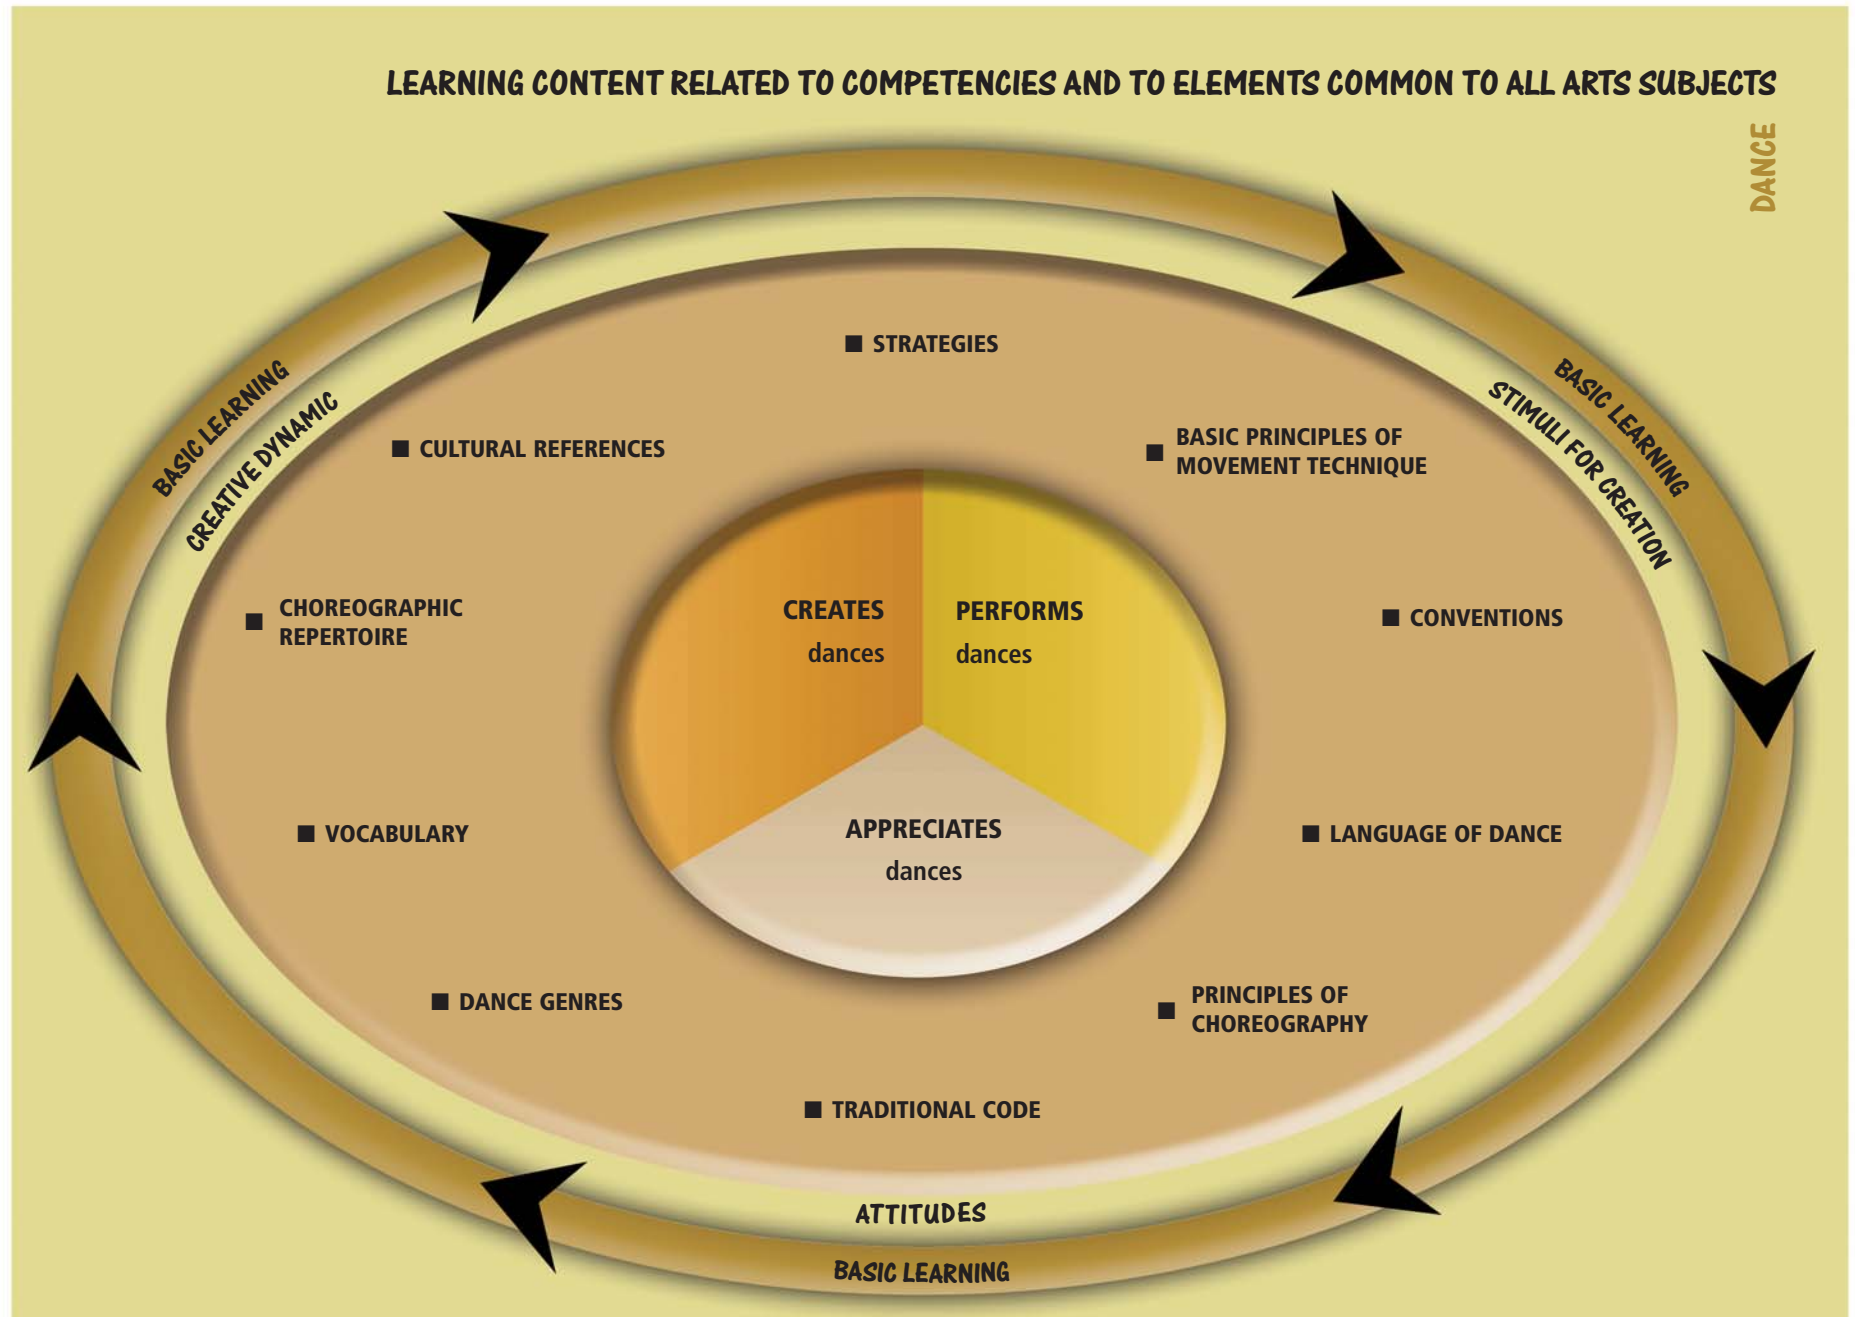 LEARNING CONTENT RELATED TO COMPETENCIES AND TO ELEMENTS COMMON TO ALL ARTS SUBJECTS
DANCE
BASIC LEARNING
CREATIVE DYNAMIC
BASIC LEARNING
STIMULI FOR CREATION
■ STRATEGIES
■ CULTURAL REFERENCES
■ BASIC PRINCIPLES OF
MOVEMENT TECHNIQUE
■ CHOREOGRAPHIC
REPERTOIRE
■ CONVENTIONS
CREATES
dances
PERFORMS
dances
APPRECIATES
dances
■ VOCABULARY
■ LANGUAGE OF DANCE
■ DANCE GENRES
■ PRINCIPLES OF
CHOREOGRAPHY
■ TRADITIONAL CODE
ATTITUDES
BASIC LEARNING